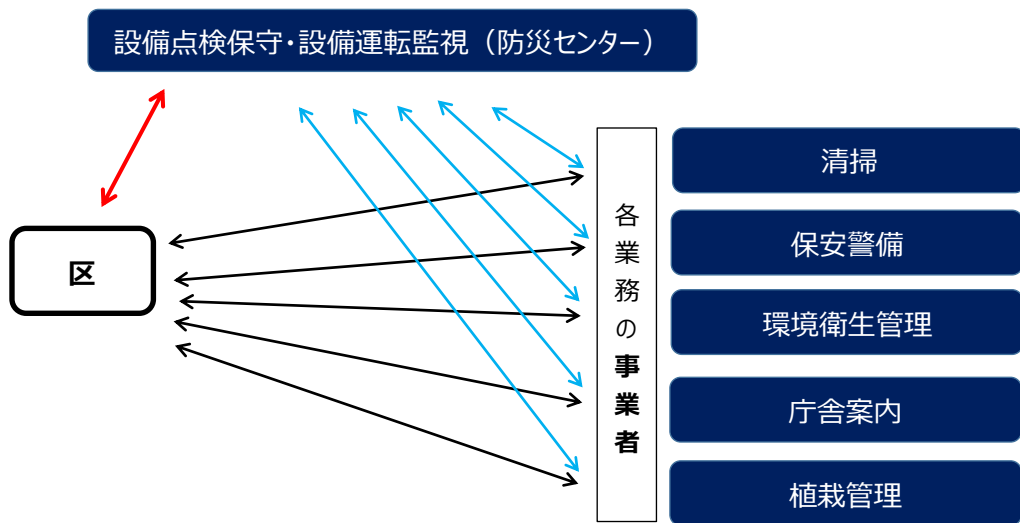 設備点検保守・設備運転監視（防災センター）
区
各業務の事業者
清掃
保安警備
環境衛生管理
庁舎案内
植栽管理